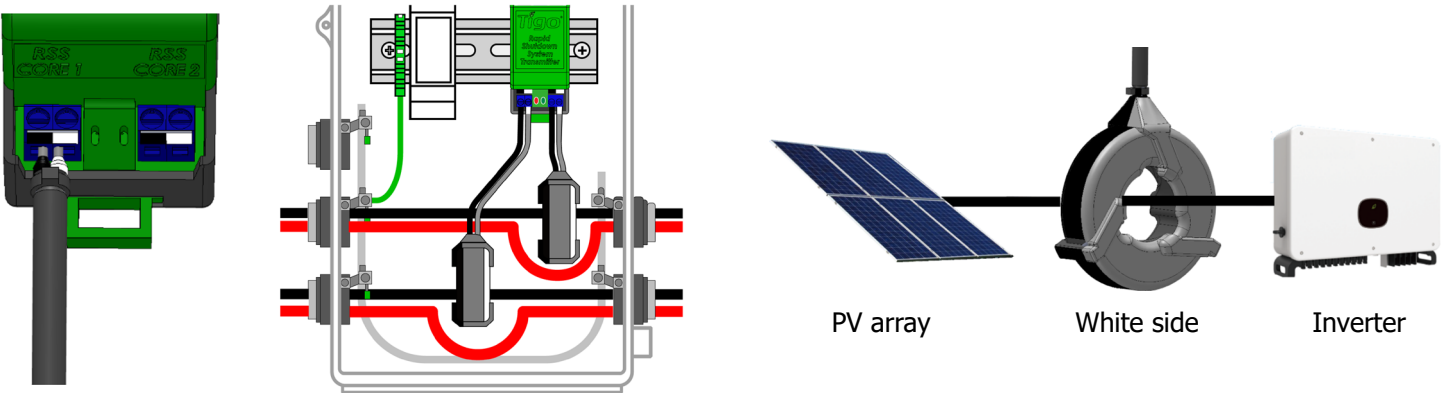 RSS
CORE 1
RSS
CORE 2
Tigo
Rapid
Shutdown
System
Transmitter
PV array
White side
Inverter